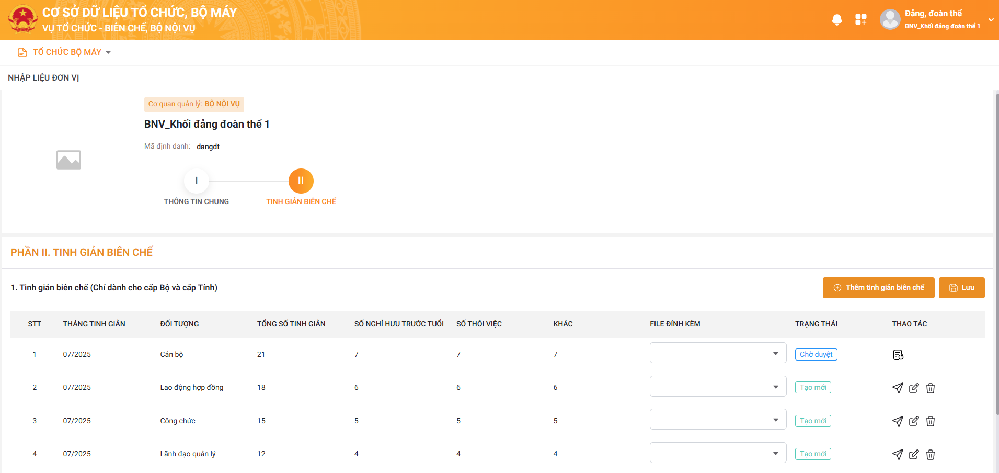 CƠ SỞ DỮ LIỆU TỔ CHỨC, BỘ MÁY
VỤ TỔ CHỨC - BIÊN CHẾ, BỘ NỘI VỤ
Đảng, đoàn thể
BNV_Khối đảng đoàn thể 1
TỔ CHỨC BỘ MÁY
NHẬP LIỆU ĐƠN VỊ
Cơ quan quản lý: BỘ NỘI VỤ
BNV_Khối đảng đoàn thể 1
Mã định danh: dangdt
I II
THÔNG TIN CHUNG TINH GIẢN BIÊN CHẾ
PHẦN II. TINH GIẢN BIÊN CHẾ
1. Tinh giản biên chế (Chỉ dành cho cấp Bộ và cấp Tỉnh) Thêm tinh giản biên chế Lưu
STT THÁNG TINH GIẢN ĐỐI TƯỢNG TỔNG SỐ TINH GIẢN SỐ NGHỈ HƯU TRƯỚC TUỔI SỐ THÔI VIỆC KHÁC FILE ĐÍNH KÈM TRẠNG THÁI THAO TÁC
1 07/2025 Cán bộ 21 7 7 7 Chờ duyệt
2 07/2025 Lao động hợp đồng 18 6 6 6 Tạo mới
3 07/2025 Công chức 15 5 5 5 Tạo mới
4 07/2025 Lãnh đạo quản lý 12 4 4 4 Tạo mới